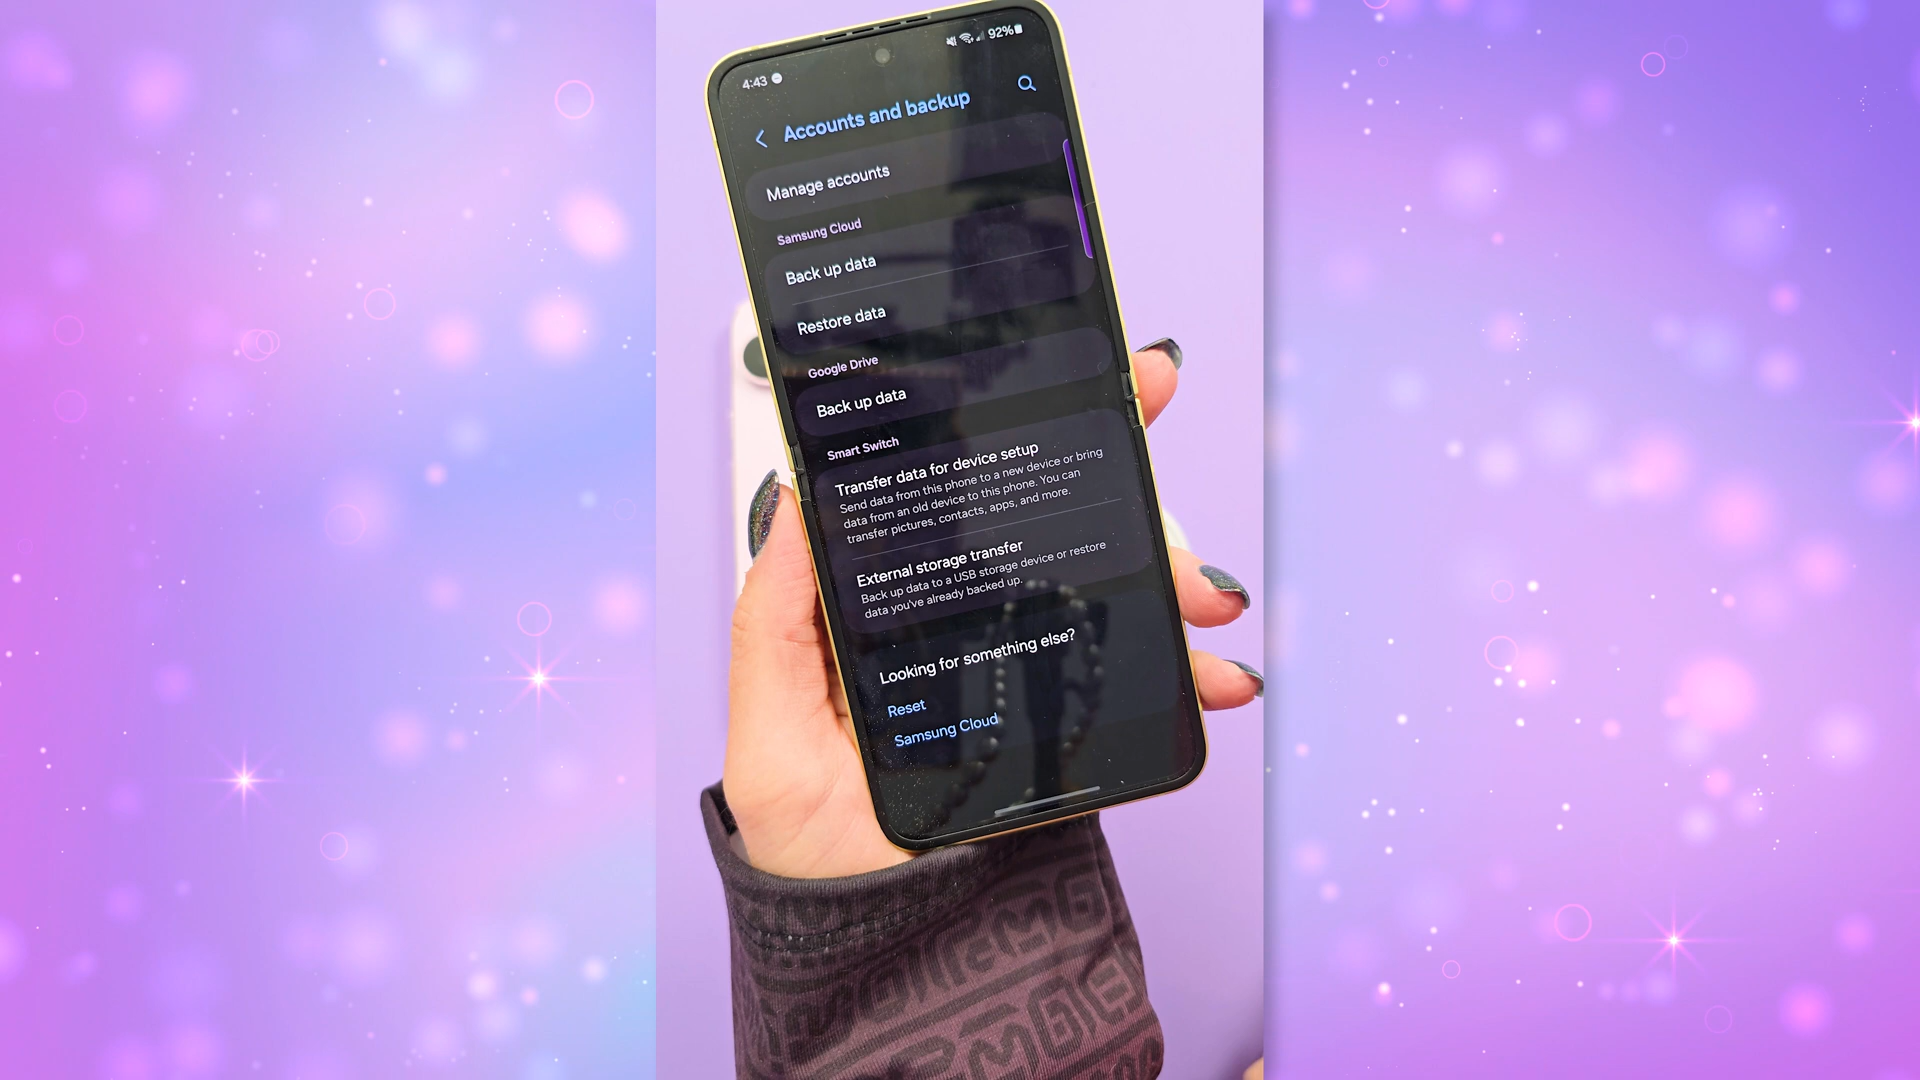 4:43
92%
Accounts and backup
Manage accounts
Samsung Cloud
Back up data
Restore data
Google Drive
Back up data
Smart Switch
Transfer data for device setup
Send data from this phone to a new device or bring
data from an old device to this phone. You can
transfer pictures, contacts, apps, and more.
External storage transfer
Back up data to a USB storage device or restore
data you've already backed up.
Looking for something else?
Reset
Samsung Cloud